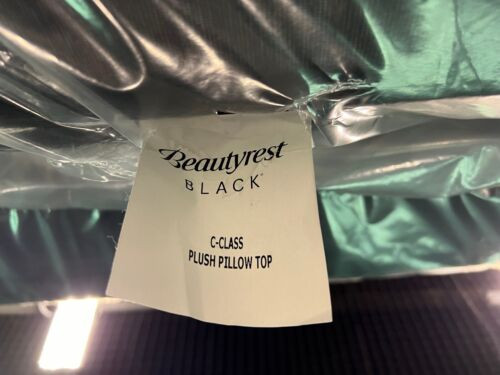 Beautyrest
BLACK
C-CLASS
PLUSH PILLOW TOP